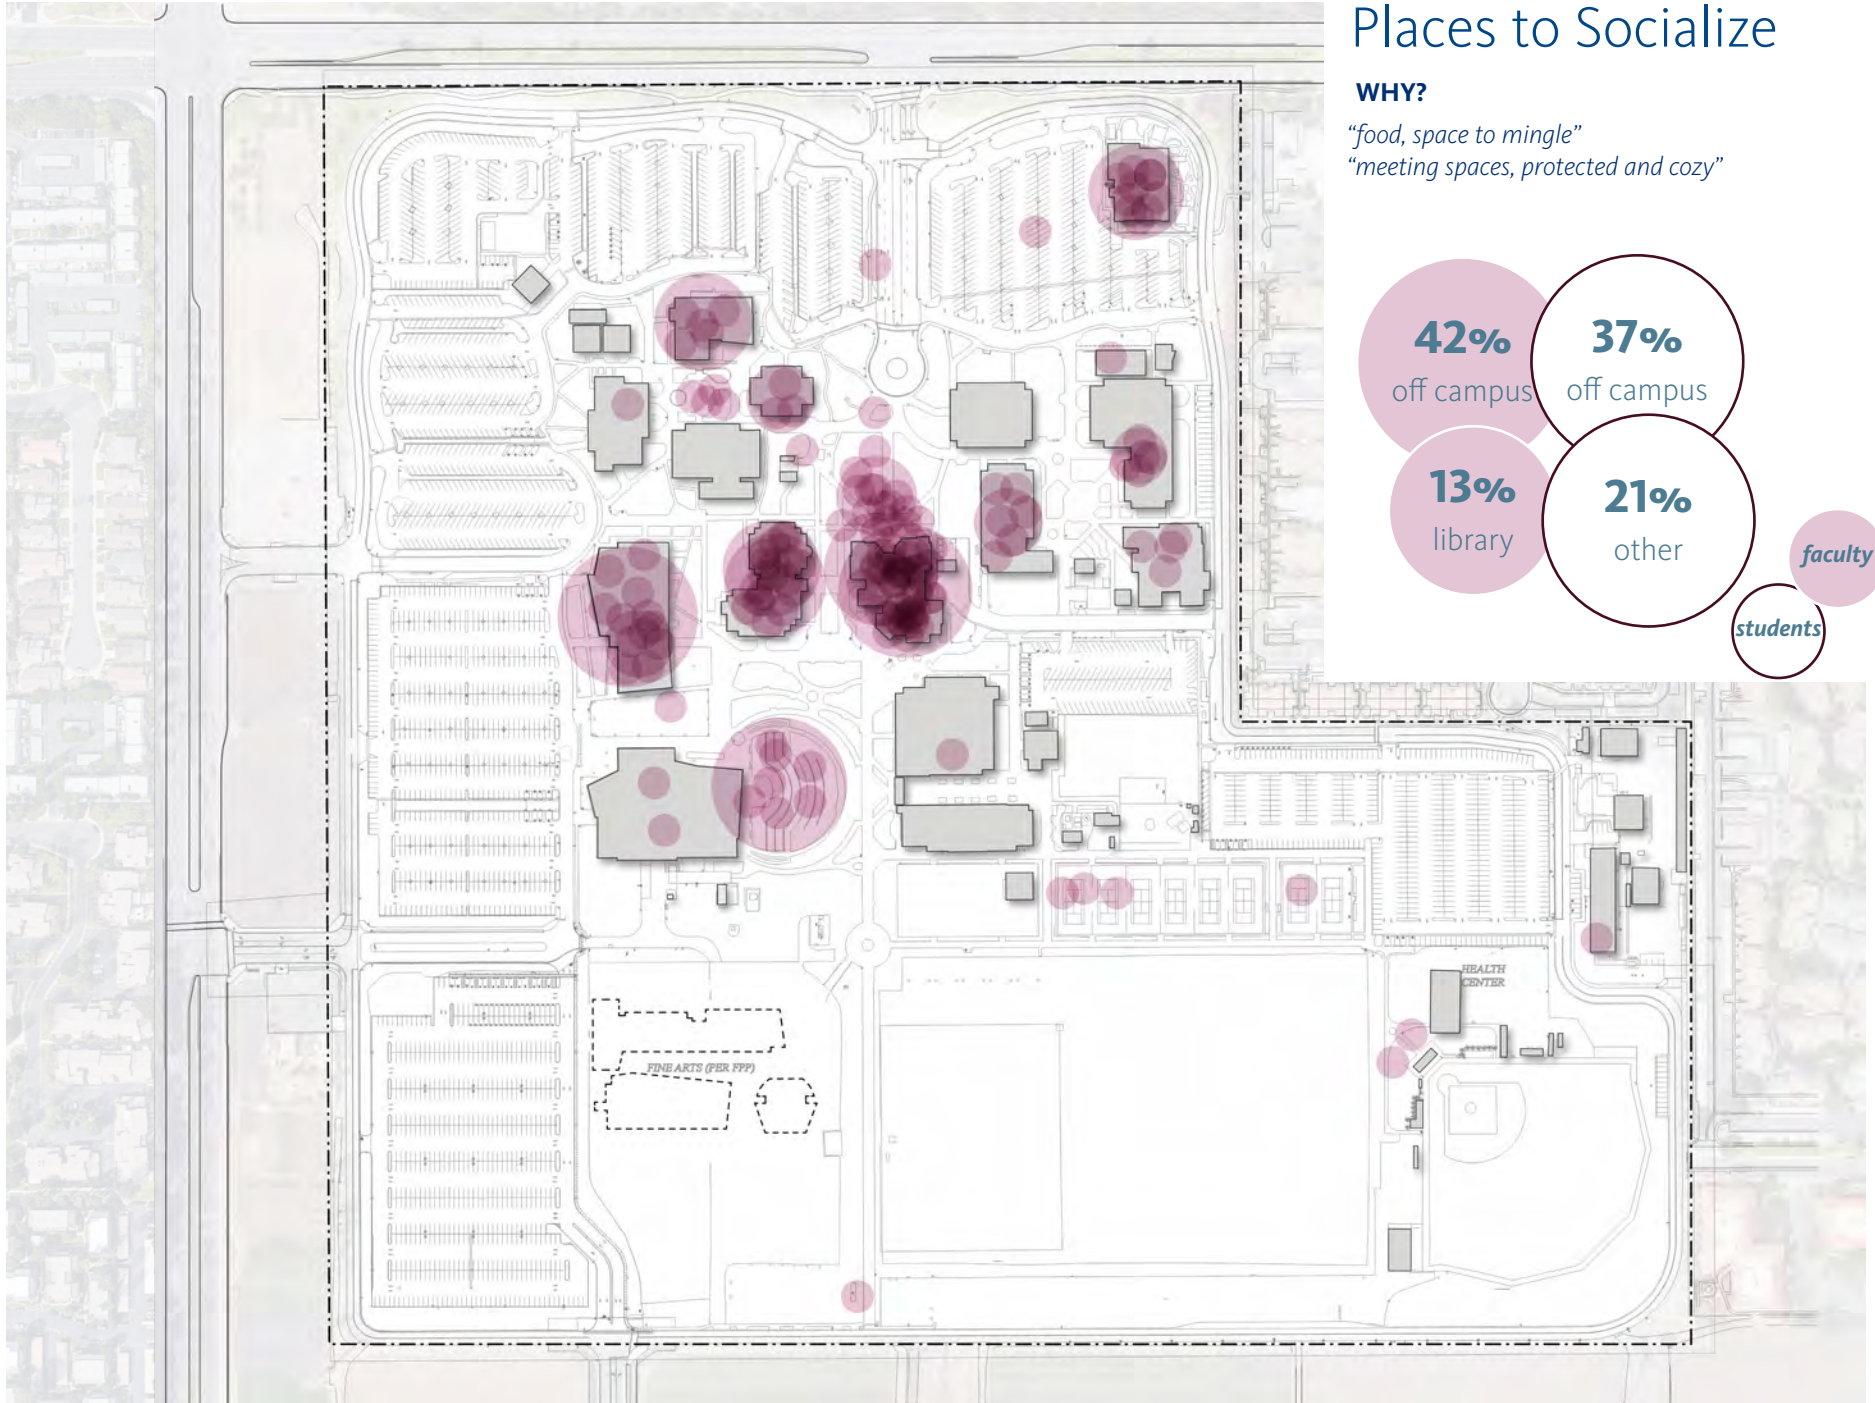 Places to Socialize
WHY?
“food, space to mingle”
“meeting spaces, protected and cozy”
42%
off campus
37%
off campus
13%
library
21%
other
faculty
students
HEALTH
CENTER
FINE ARTS (PER FPP)